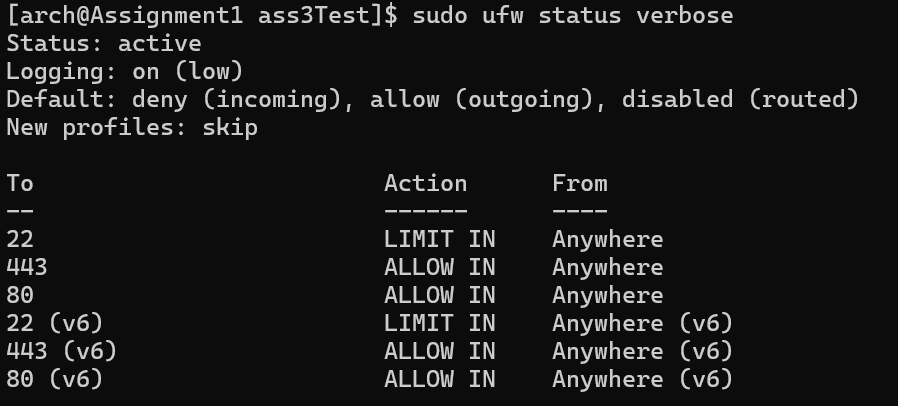 [arch@Assignment1 ass3Test]$ sudo ufw status verbose
Status: active
Logging: on (low)
Default: deny (incoming), allow (outgoing), disabled (routed)
New profiles: skip

To                         Action      From
--                         ------      ----
22                         LIMIT IN    Anywhere
443                        ALLOW IN    Anywhere
80                         ALLOW IN    Anywhere
22 (v6)                    LIMIT IN    Anywhere (v6)
443 (v6)                   ALLOW IN    Anywhere (v6)
80 (v6)                    ALLOW IN    Anywhere (v6)